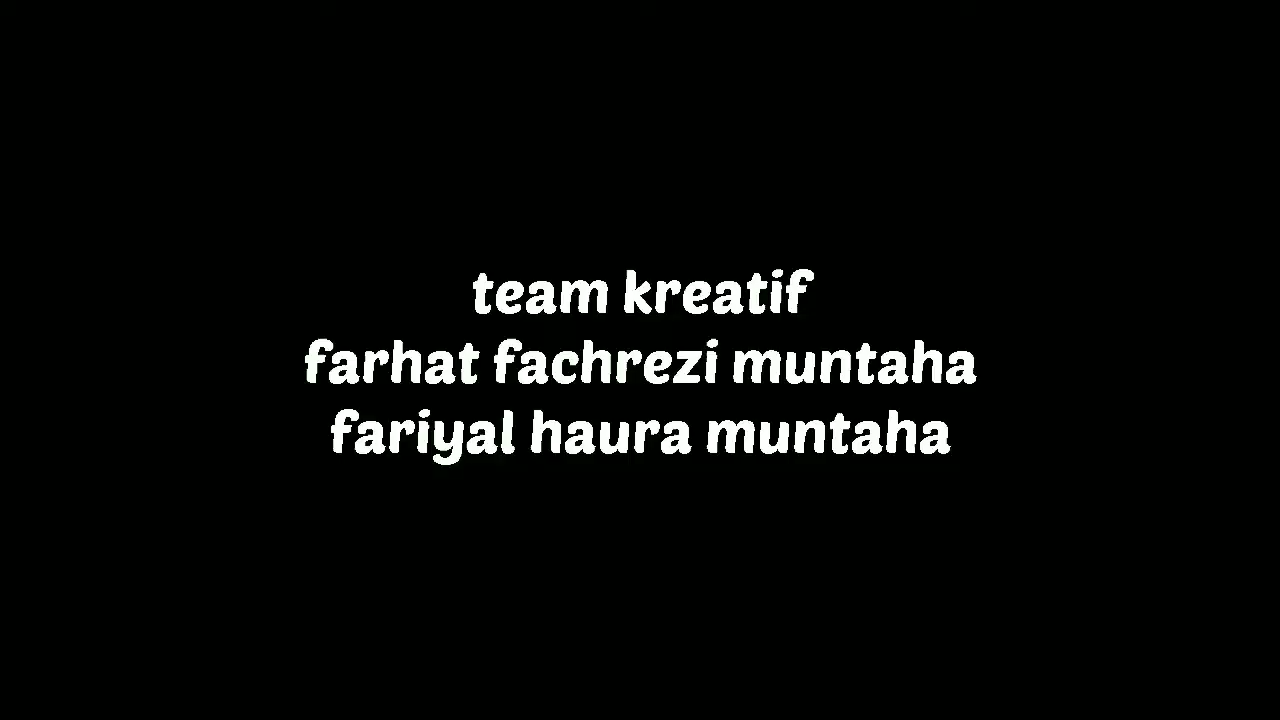 team kreatif
farhat fachrezi muntaha
fariyal haura muntaha